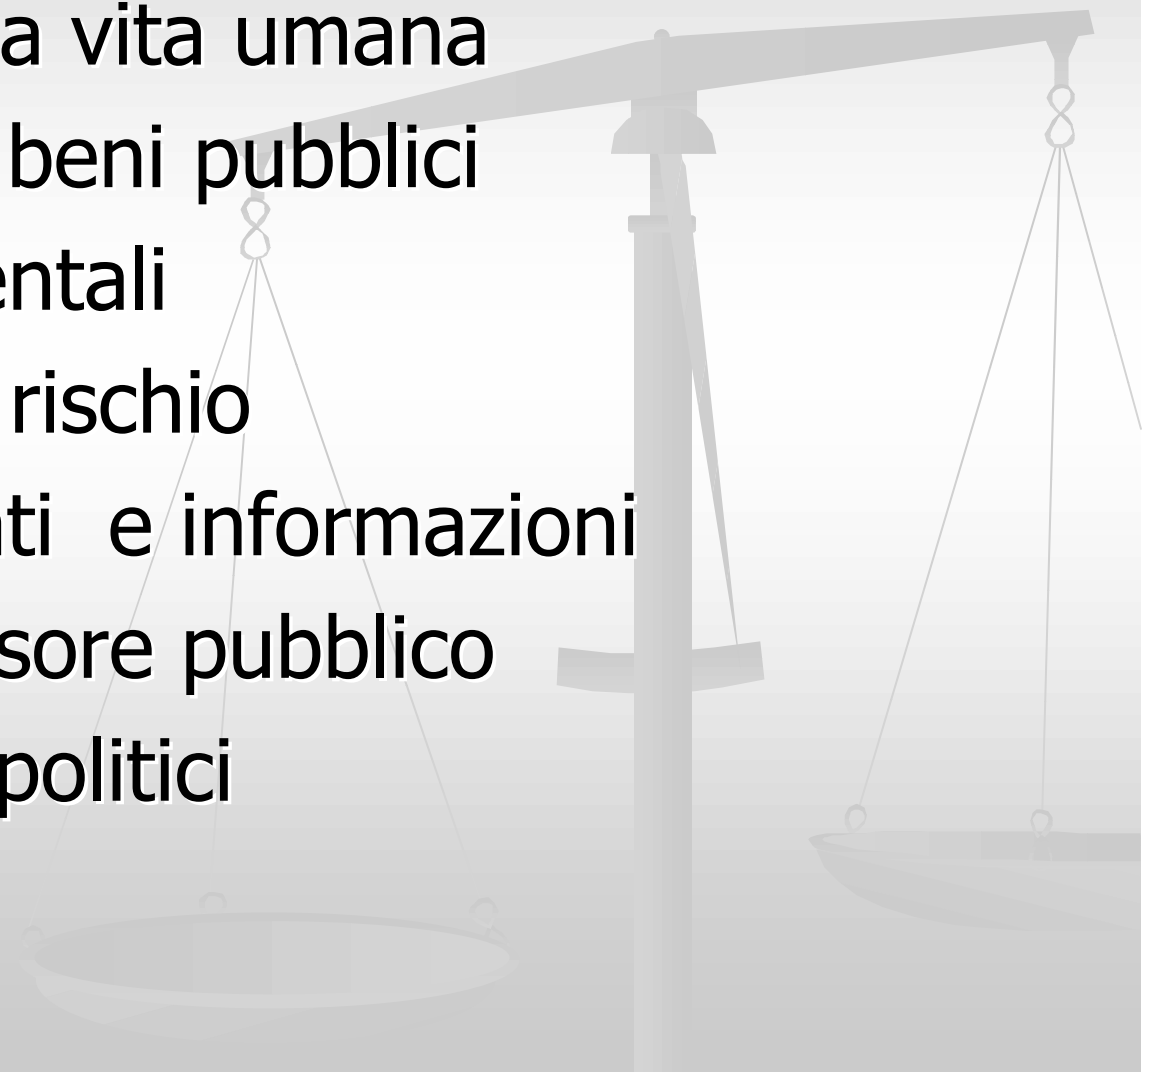 a vita umana
beni pubblici
entali
rischio
ti e informazioni
sore pubblico
politici